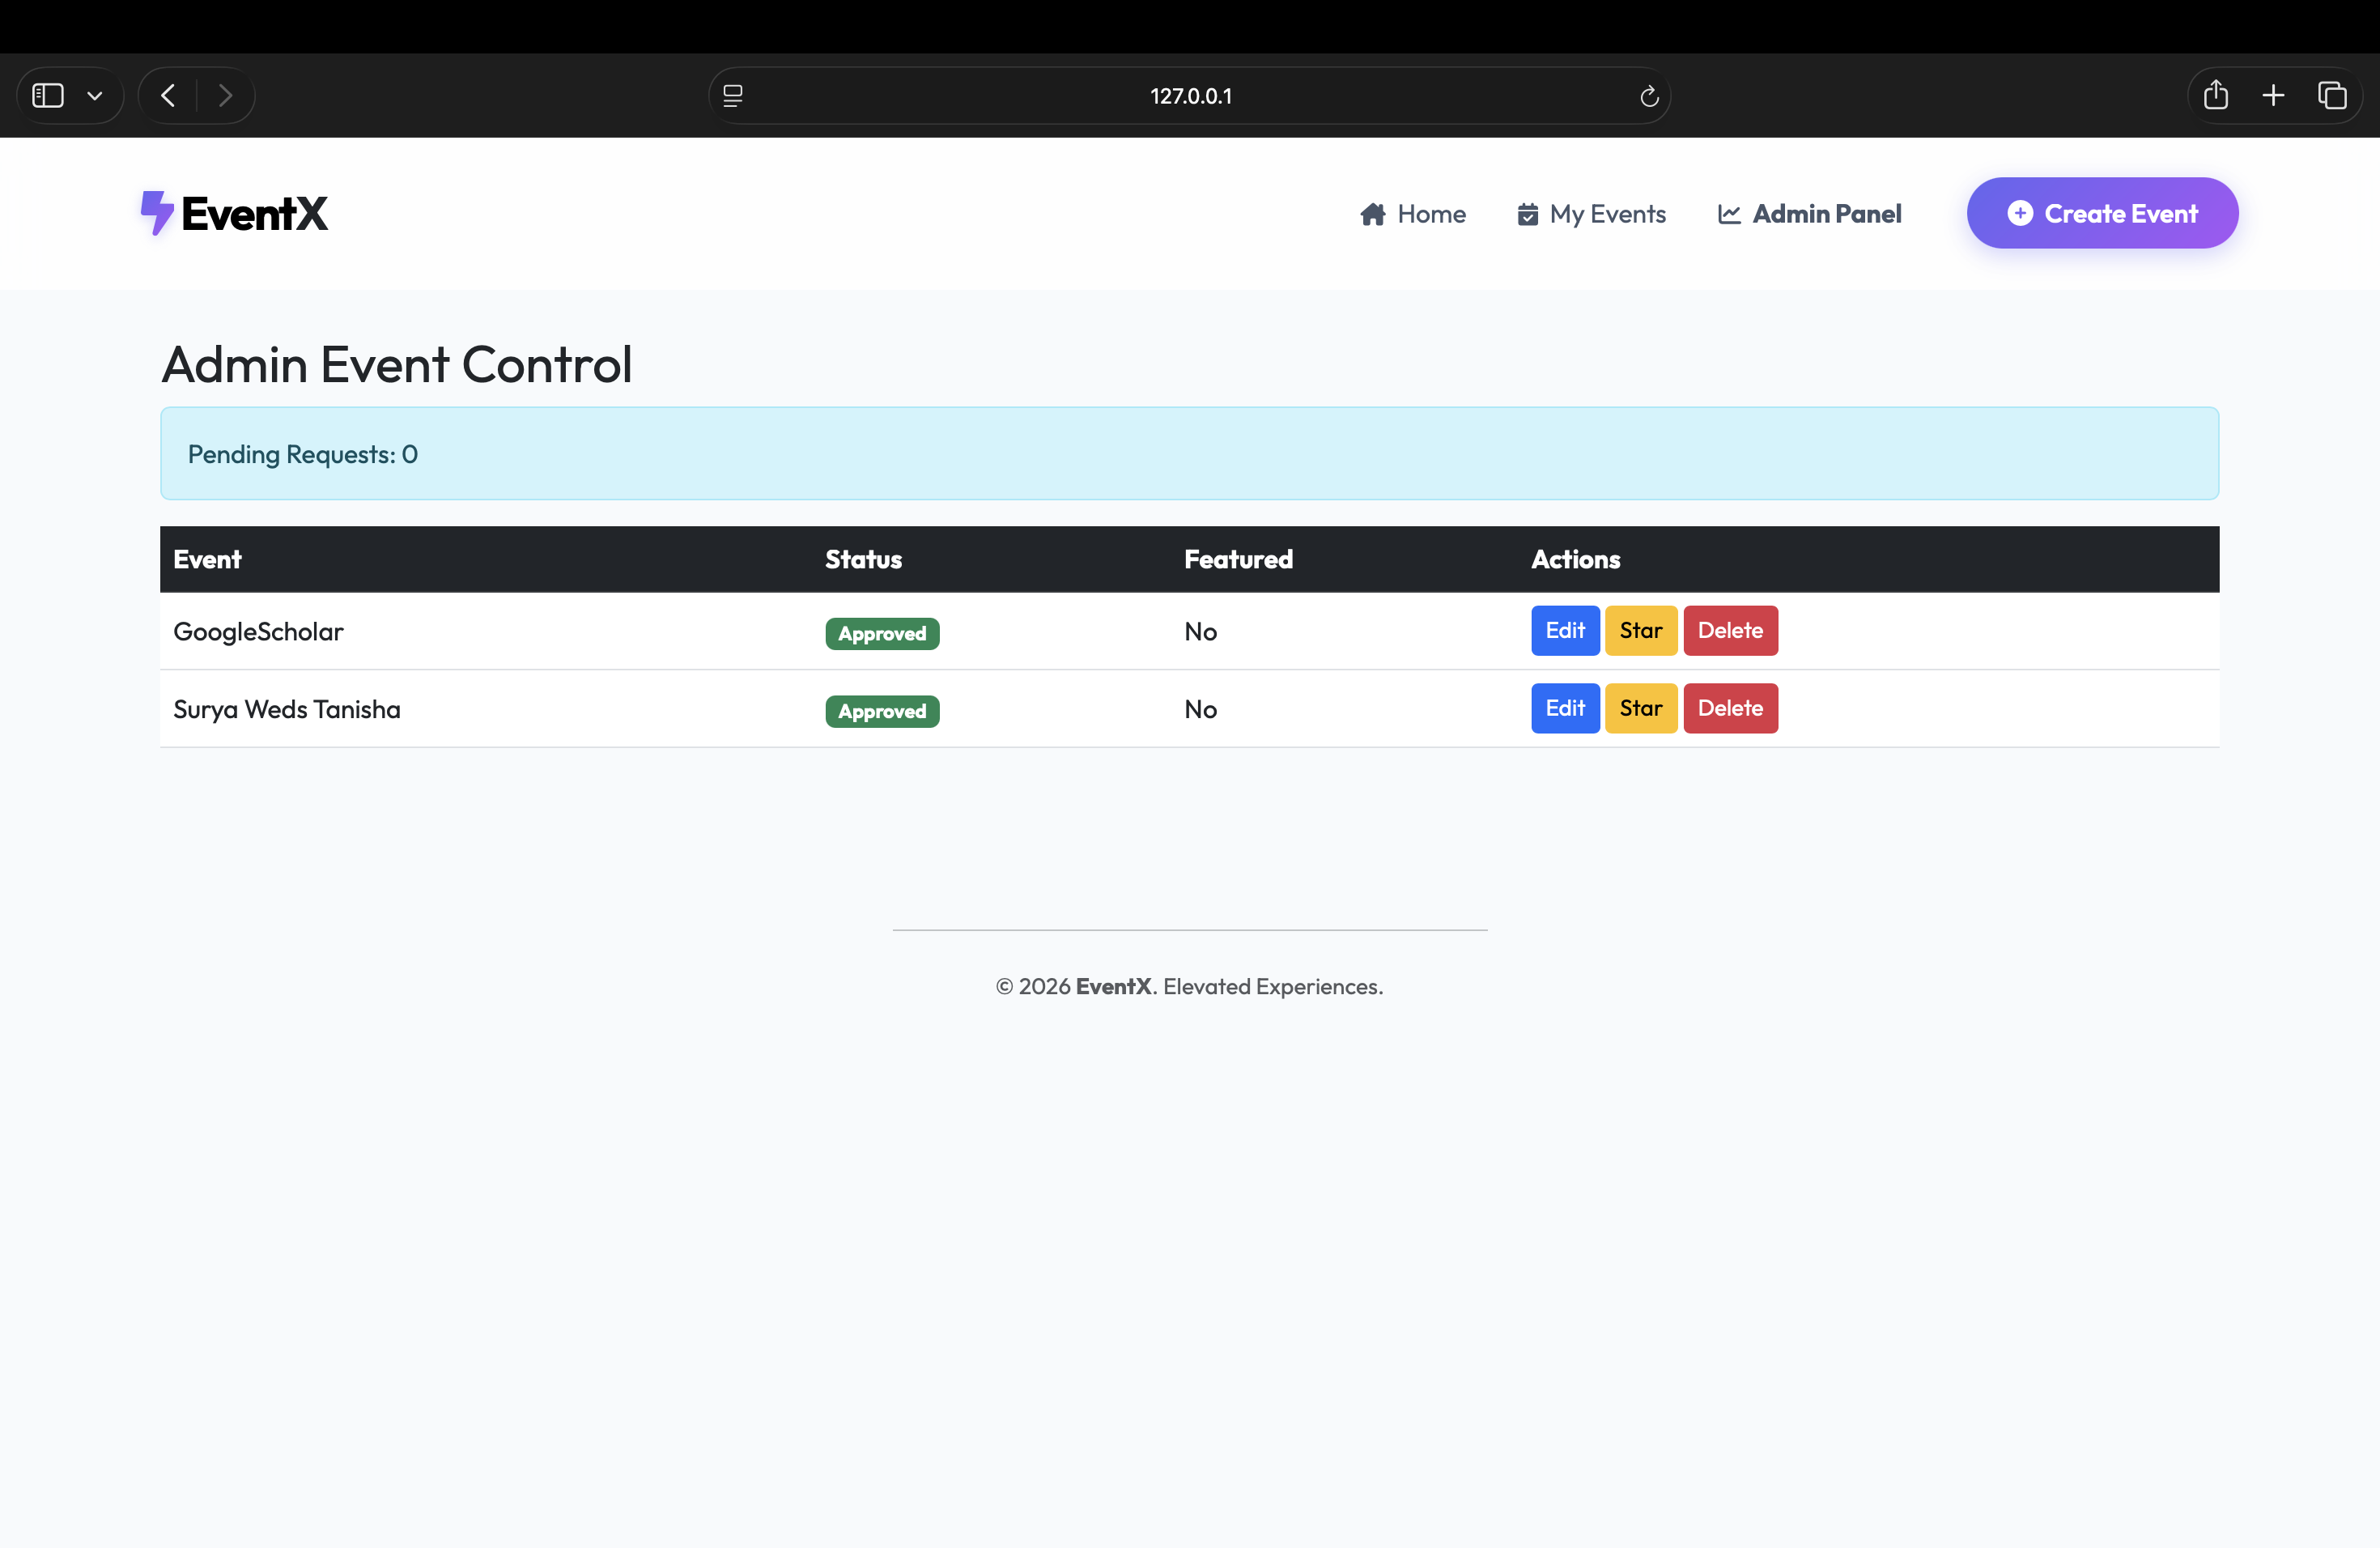 127.0.0.1
EventX
Home
My Events
Admin Panel
Create Event
Admin Event Control
Pending Requests: 0
Event Status Featured Actions
GoogleScholar Approved No Edit Star Delete
Surya Weds Tanisha Approved No Edit Star Delete
© 2026 EventX. Elevated Experiences.